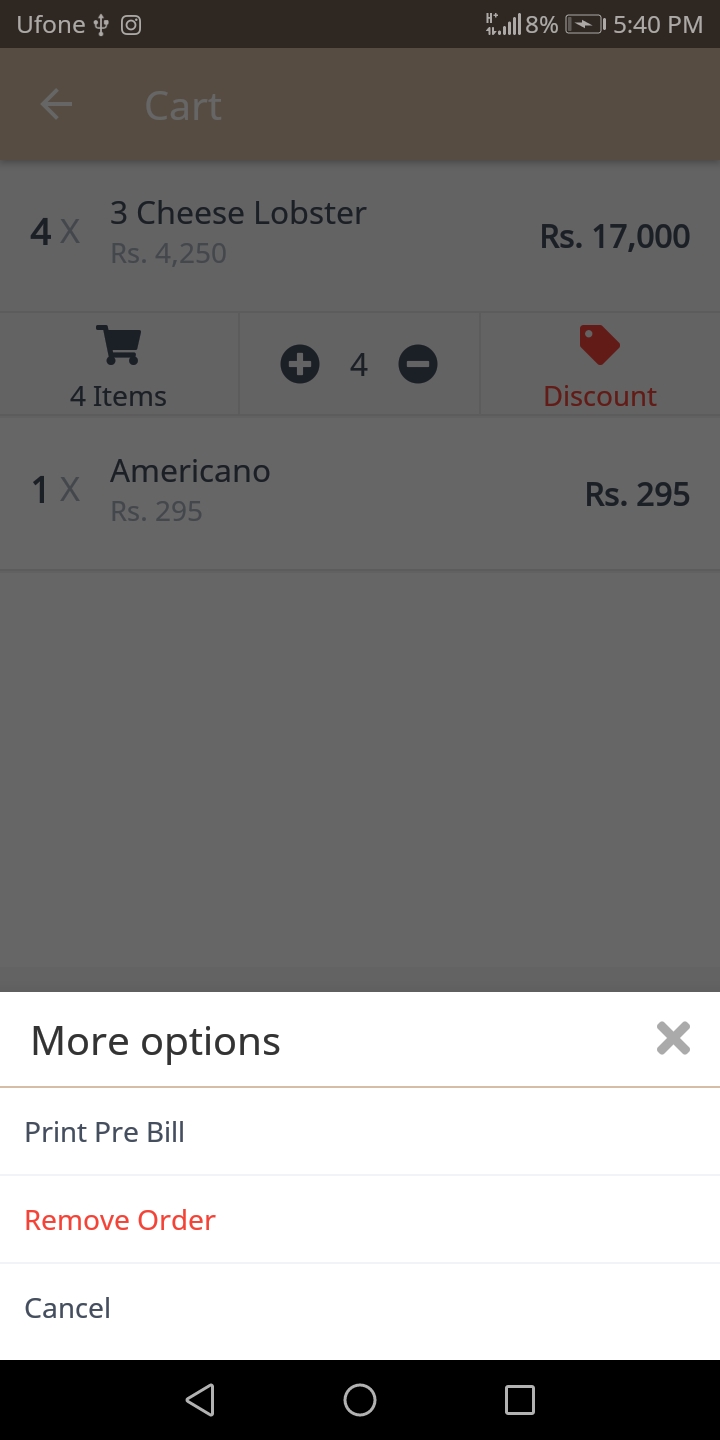 Ufone 8% 5:40 PM
Cart
4 X 3 Cheese Lobster Rs. 17,000
Rs. 4,250
4 Items 4 Discount
1 X Americano Rs. 295
Rs. 295
More options
Print Pre Bill
Remove Order
Cancel